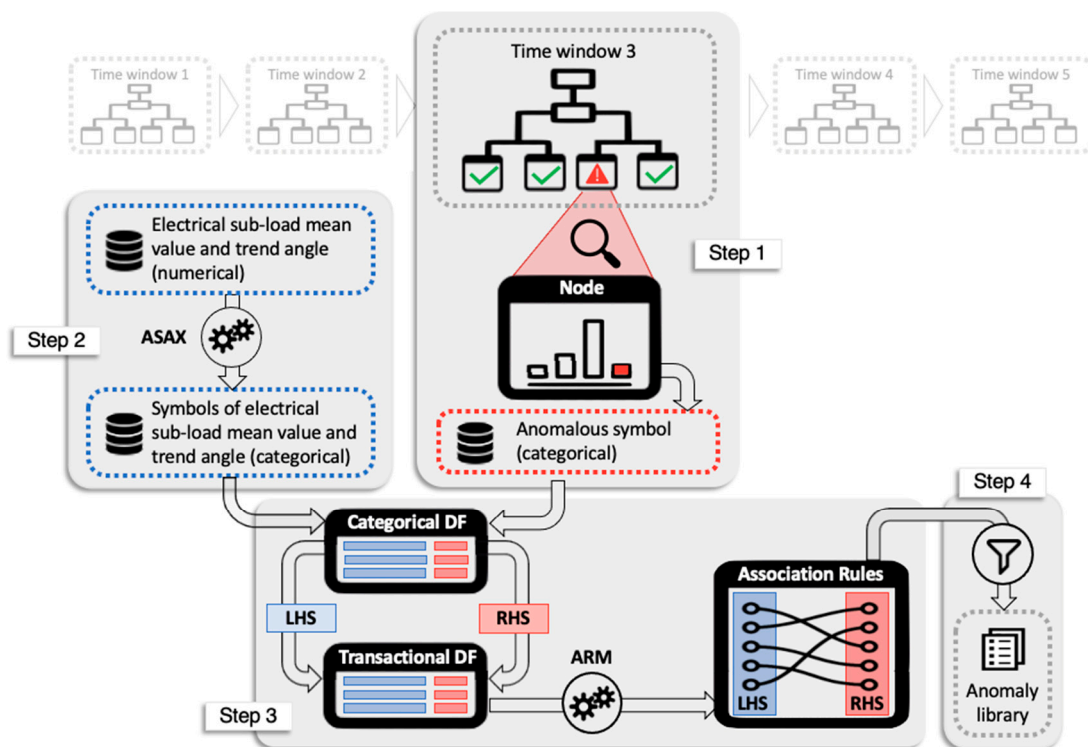 Time window 1
Time window 2
Time window 3
Time window 4
Time window 5
Step 1
Node
Anomalous symbol
(categorical)
Electrical sub-load mean
value and trend angle
(numerical)
Step 2
ASAX
Symbols of electrical
sub-load mean value and
trend angle (categorical)
Step 3
Categorical DF
LHS
RHS
Transactional DF
ARM
Association Rules
LHS
RHS
Step 4
Anomaly
library